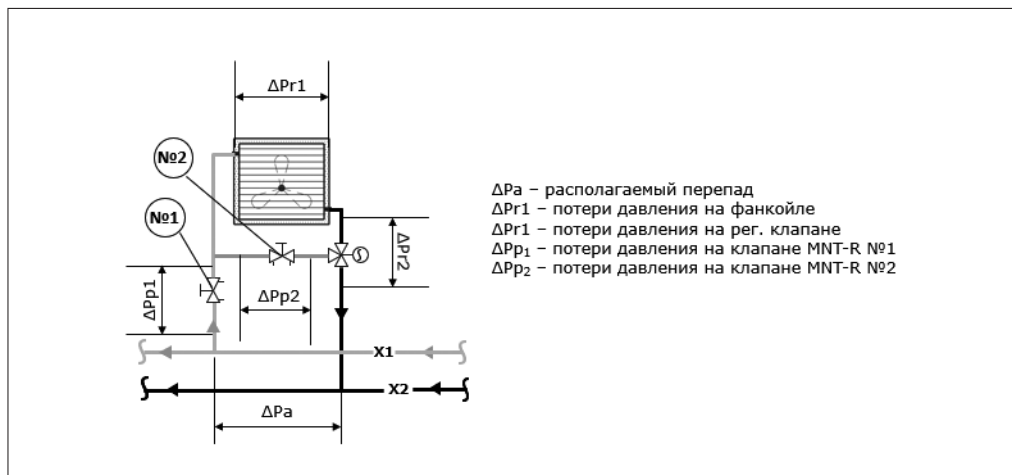 ΔPr1
№2
№1
ΔPr2
ΔPp1
ΔPp2
X1
X2
ΔPa
ΔPa – располагаемый перепад
ΔPr1 – потери давления на фанкойле
ΔPr1 – потери давления на рег. клапане
ΔPp₁ – потери давления на клапане MNT-R №1
ΔPp₂ – потери давления на клапане MNT-R №2